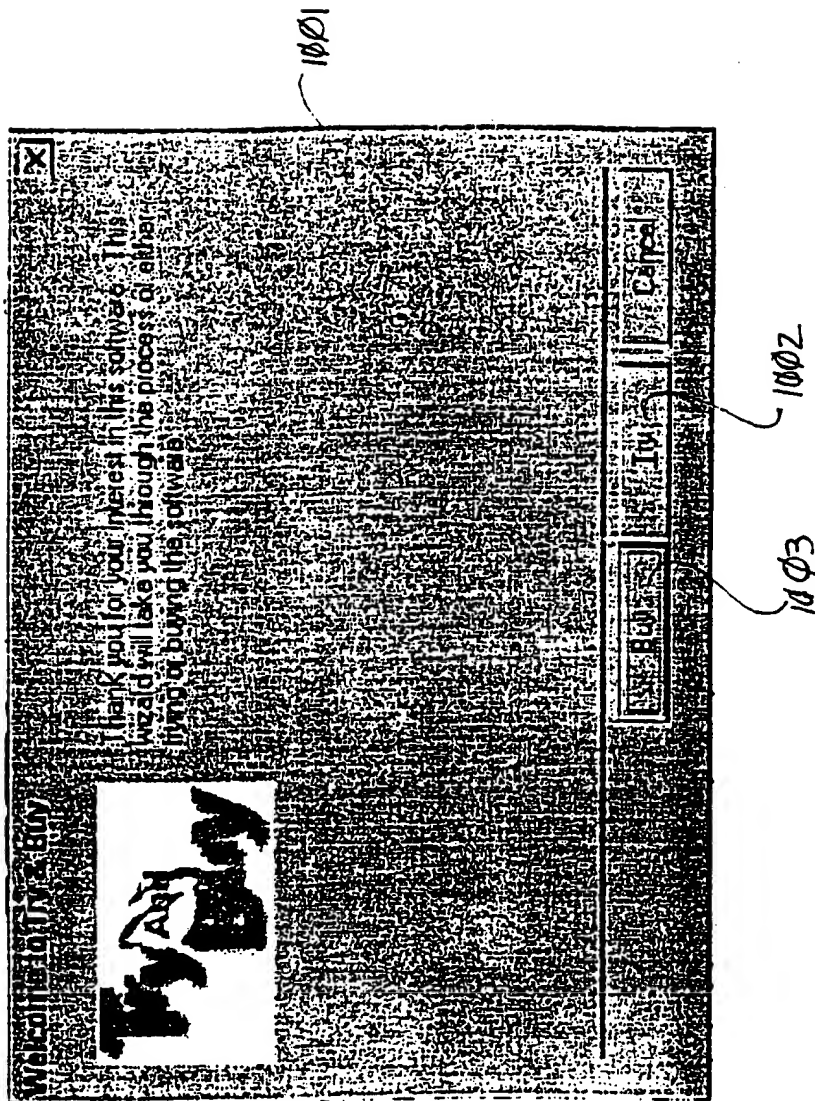 Welcome to Try & Buy
X
Try And Buy
Thank you for your interest in this software. This
wizard will take you through the process of either
trying or buying the software.
Buy
Try
Cancel
1001
1002
1003